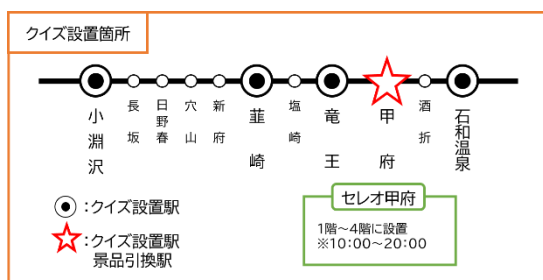 クイズ設置箇所
小淵沢
長坂
日野春
穴山
新府
韮崎
塩崎
竜王
甲府
酒折
石和温泉
:クイズ設置駅
:クイズ設置駅
景品引換駅
セレオ甲府
1階～4階に設置
※10:00～20:00